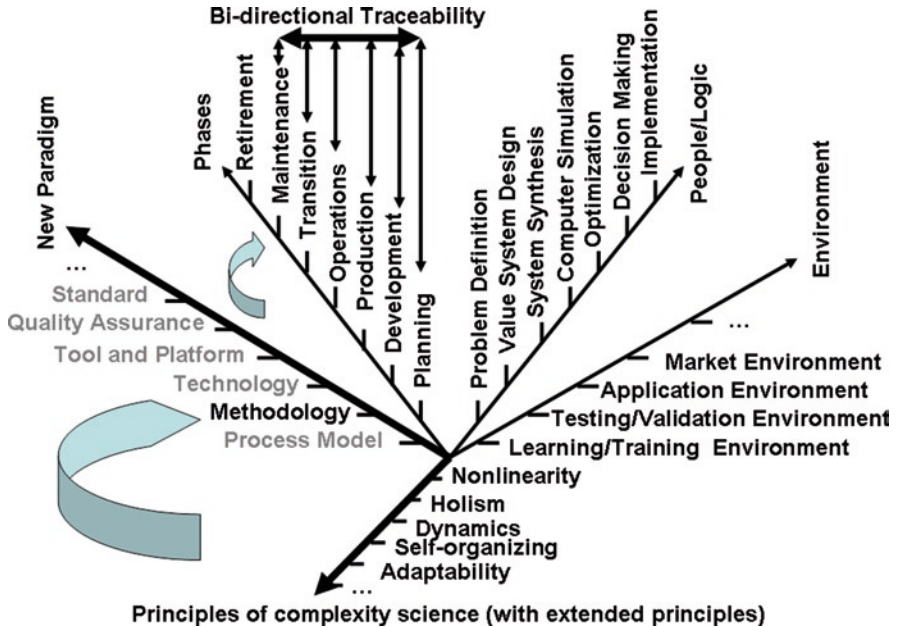 Bi-directional Traceability
New Paradigm
...
Standard
Quality Assurance
Tool and Platform
Technology
Methodology
Process Model
Phases
Retirement
Maintenance
Transition
Operations
Production
Development
Planning
Problem Definition
Value System Design
System Synthesis
Computer Simulation
Optimization
Decision Making
Implementation
People/Logic
Environment
...
Market Environment
Application Environment
Testing/Validation Environment
Learning/Training Environment
Nonlinearity
Holism
Dynamics
Self-organizing
Adaptability
...
Principles of complexity science (with extended principles)